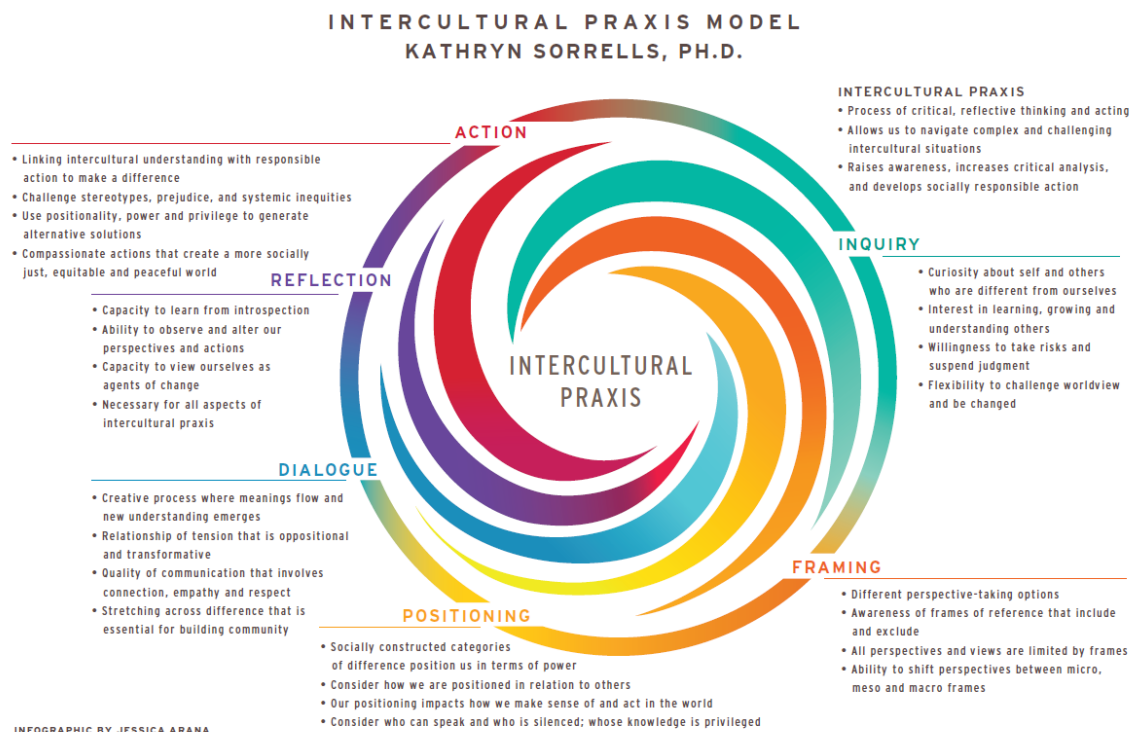 INTERCULTURAL PRAXIS MODEL
KATHRYN SORRELLS, PH.D.
INTERCULTURAL PRAXIS
• Process of critical, reflective thinking and acting
• Allows us to navigate complex and challenging
intercultural situations
• Raises awareness, increases critical analysis,
and develops socially responsible action
INQUIRY
• Curiosity about self and others
who are different from ourselves
• Interest in learning, growing and
understanding others
• Willingness to take risks and
suspend judgment
• Flexibility to challenge worldview
and be changed
FRAMING
• Different perspective-taking options
• Awareness of frames of reference that include
and exclude
• All perspectives and views are limited by frames
• Ability to shift perspectives between micro,
meso and macro frames
POSITIONING
• Socially constructed categories
of difference position us in terms of power
• Consider how we are positioned in relation to others
• Our positioning impacts how we make sense of and act in the world
• Consider who can speak and who is silenced; whose knowledge is privileged
DIALOGUE
• Creative process where meanings flow and
new understanding emerges
• Relationship of tension that is oppositional
and transformative
• Quality of communication that involves
connection, empathy and respect
• Stretching across difference that is
essential for building community
REFLECTION
• Capacity to learn from introspection
• Ability to observe and alter our
perspectives and actions
• Capacity to view ourselves as
agents of change
• Necessary for all aspects of
intercultural praxis
ACTION
• Linking intercultural understanding with responsible
action to make a difference
• Challenge stereotypes, prejudice, and systemic inequities
• Use positionality, power and privilege to generate
alternative solutions
• Compassionate actions that create a more socially
just, equitable and peaceful world
INTERCULTURAL
PRAXIS
INFOGRAPHIC BY JESSICA ARANA